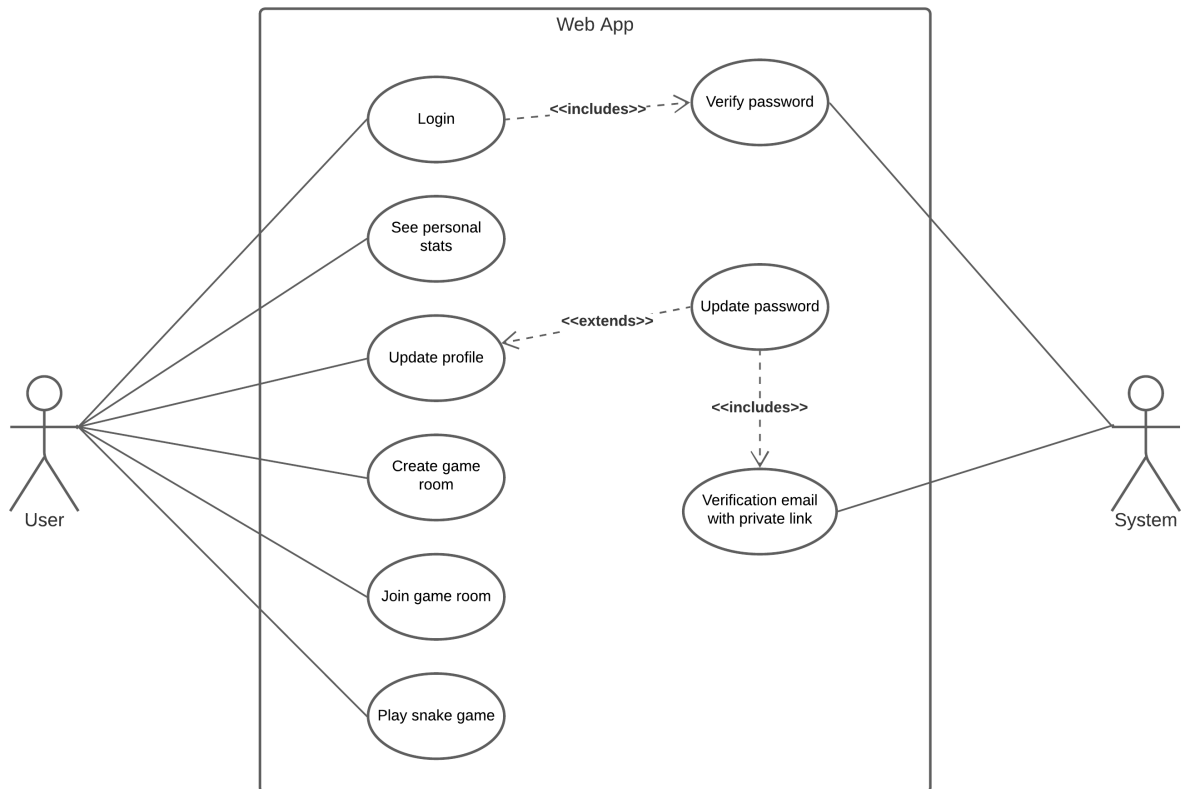 Web App
Login
<<includes>>
Verify password
See personal
stats
Update profile
<<extends>>
Update password
<<includes>>
Create game
room
Verification email
with private link
User
System
Join game room
Play snake game